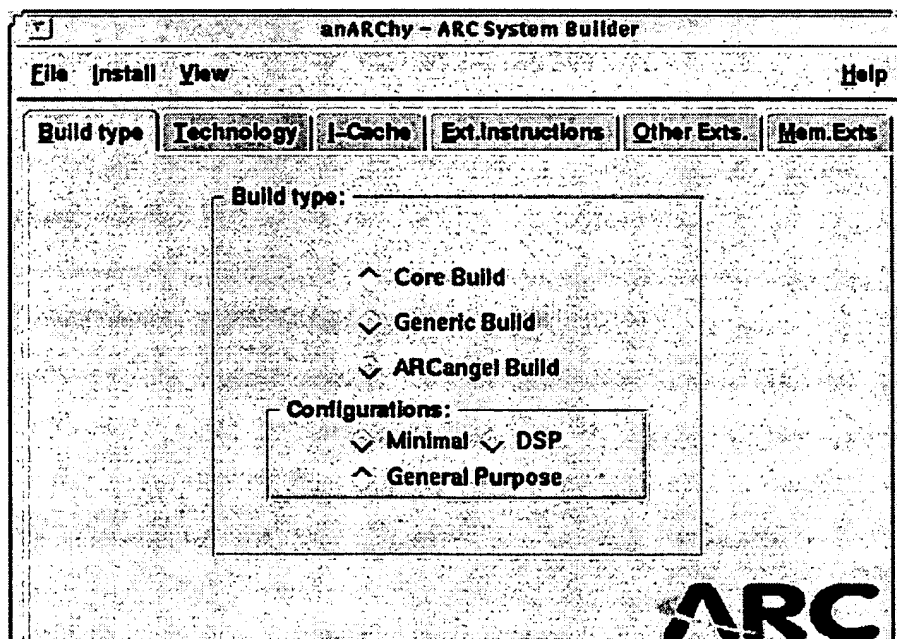 anARChy – ARC System Builder
File Install View Help
Build type Technology I–Cache Ext.Instructions Other Exts. Mem.Exts
Build type:
Core Build
Generic Build
ARCangel Build
Configurations:
Minimal DSP
General Purpose
ARC